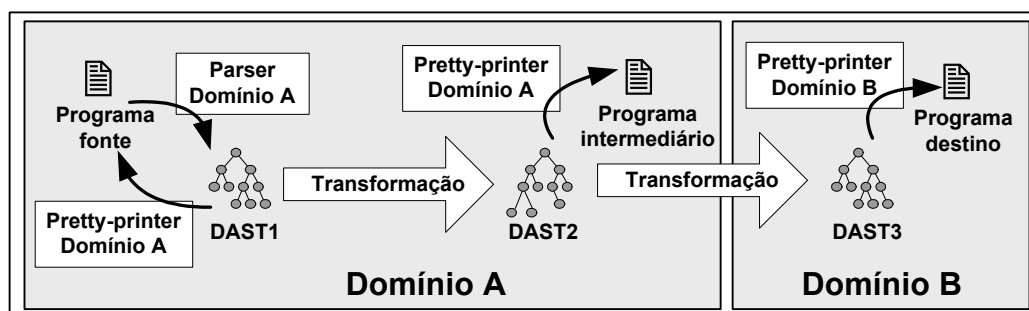 Programa
fonte
Parser
Domínio A
Pretty-printer
Domínio A
DAST1
Transformação
Pretty-printer
Domínio A
Programa
intermediário
DAST2
Transformação
Domínio A
Pretty-printer
Domínio B
Programa
destino
DAST3
Domínio B